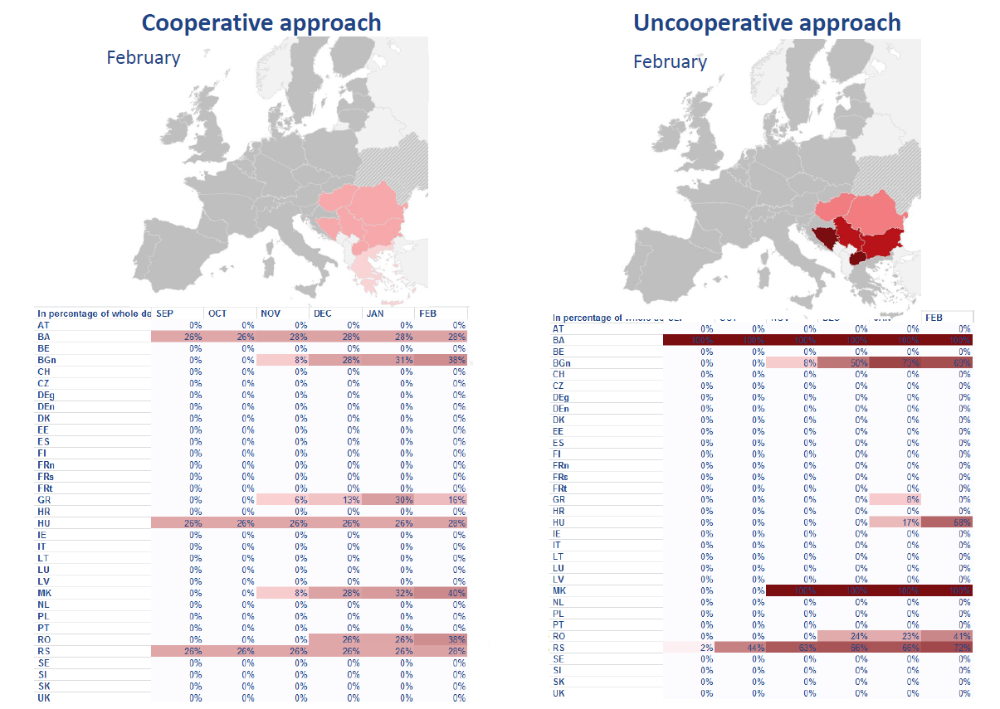 Cooperative approach
February
In percentage of whole de SEP OCT NOV DEC JAN FEB
AT 0% 0% 0% 0% 0% 0%
BA 26% 26% 28% 28% 28% 28%
BE 0% 0% 0% 0% 0% 0%
BGn 0% 0% 8% 28% 31% 38%
CH 0% 0% 0% 0% 0% 0%
CZ 0% 0% 0% 0% 0% 0%
DEg 0% 0% 0% 0% 0% 0%
DEn 0% 0% 0% 0% 0% 0%
DK 0% 0% 0% 0% 0% 0%
EE 0% 0% 0% 0% 0% 0%
ES 0% 0% 0% 0% 0% 0%
FI 0% 0% 0% 0% 0% 0%
FRn 0% 0% 0% 0% 0% 0%
FRs 0% 0% 0% 0% 0% 0%
FRt 0% 0% 0% 0% 0% 0%
GR 0% 0% 6% 13% 30% 16%
HR 0% 0% 0% 0% 0% 0%
HU 26% 26% 26% 26% 26% 28%
IE 0% 0% 0% 0% 0% 0%
IT 0% 0% 0% 0% 0% 0%
LT 0% 0% 0% 0% 0% 0%
LU 0% 0% 0% 0% 0% 0%
LV 0% 0% 0% 0% 0% 0%
MK 0% 0% 8% 28% 32% 40%
NL 0% 0% 0% 0% 0% 0%
PL 0% 0% 0% 0% 0% 0%
PT 0% 0% 0% 0% 0% 0%
RO 0% 0% 0% 26% 26% 38%
RS 26% 26% 26% 26% 26% 28%
SE 0% 0% 0% 0% 0% 0%
SI 0% 0% 0% 0% 0% 0%
SK 0% 0% 0% 0% 0% 0%
UK 0% 0% 0% 0% 0% 0%
Uncooperative approach
February
In percentage of whole de SEP OCT NOV DEC JAN FEB
AT 0% 0% 0% 0% 0% 0%
BA 100% 100% 100% 100% 100% 100%
BE 0% 0% 0% 0% 0% 0%
BGn 0% 0% 8% 50% 73% 69%
CH 0% 0% 0% 0% 0% 0%
CZ 0% 0% 0% 0% 0% 0%
DEg 0% 0% 0% 0% 0% 0%
DEn 0% 0% 0% 0% 0% 0%
DK 0% 0% 0% 0% 0% 0%
EE 0% 0% 0% 0% 0% 0%
ES 0% 0% 0% 0% 0% 0%
FI 0% 0% 0% 0% 0% 0%
FRn 0% 0% 0% 0% 0% 0%
FRs 0% 0% 0% 0% 0% 0%
FRt 0% 0% 0% 0% 0% 0%
GR 0% 0% 0% 0% 8% 0%
HR 0% 0% 0% 0% 0% 0%
HU 0% 0% 0% 0% 17% 58%
IE 0% 0% 0% 0% 0% 0%
IT 0% 0% 0% 0% 0% 0%
LT 0% 0% 0% 0% 0% 0%
LU 0% 0% 0% 0% 0% 0%
LV 0% 0% 0% 0% 0% 0%
MK 0% 0% 100% 100% 100% 100%
NL 0% 0% 0% 0% 0% 0%
PL 0% 0% 0% 0% 0% 0%
PT 0% 0% 0% 0% 0% 0%
RO 0% 0% 0% 24% 23% 41%
RS 2% 44% 63% 66% 66% 72%
SE 0% 0% 0% 0% 0% 0%
SI 0% 0% 0% 0% 0% 0%
SK 0% 0% 0% 0% 0% 0%
UK 0% 0% 0% 0% 0% 0%